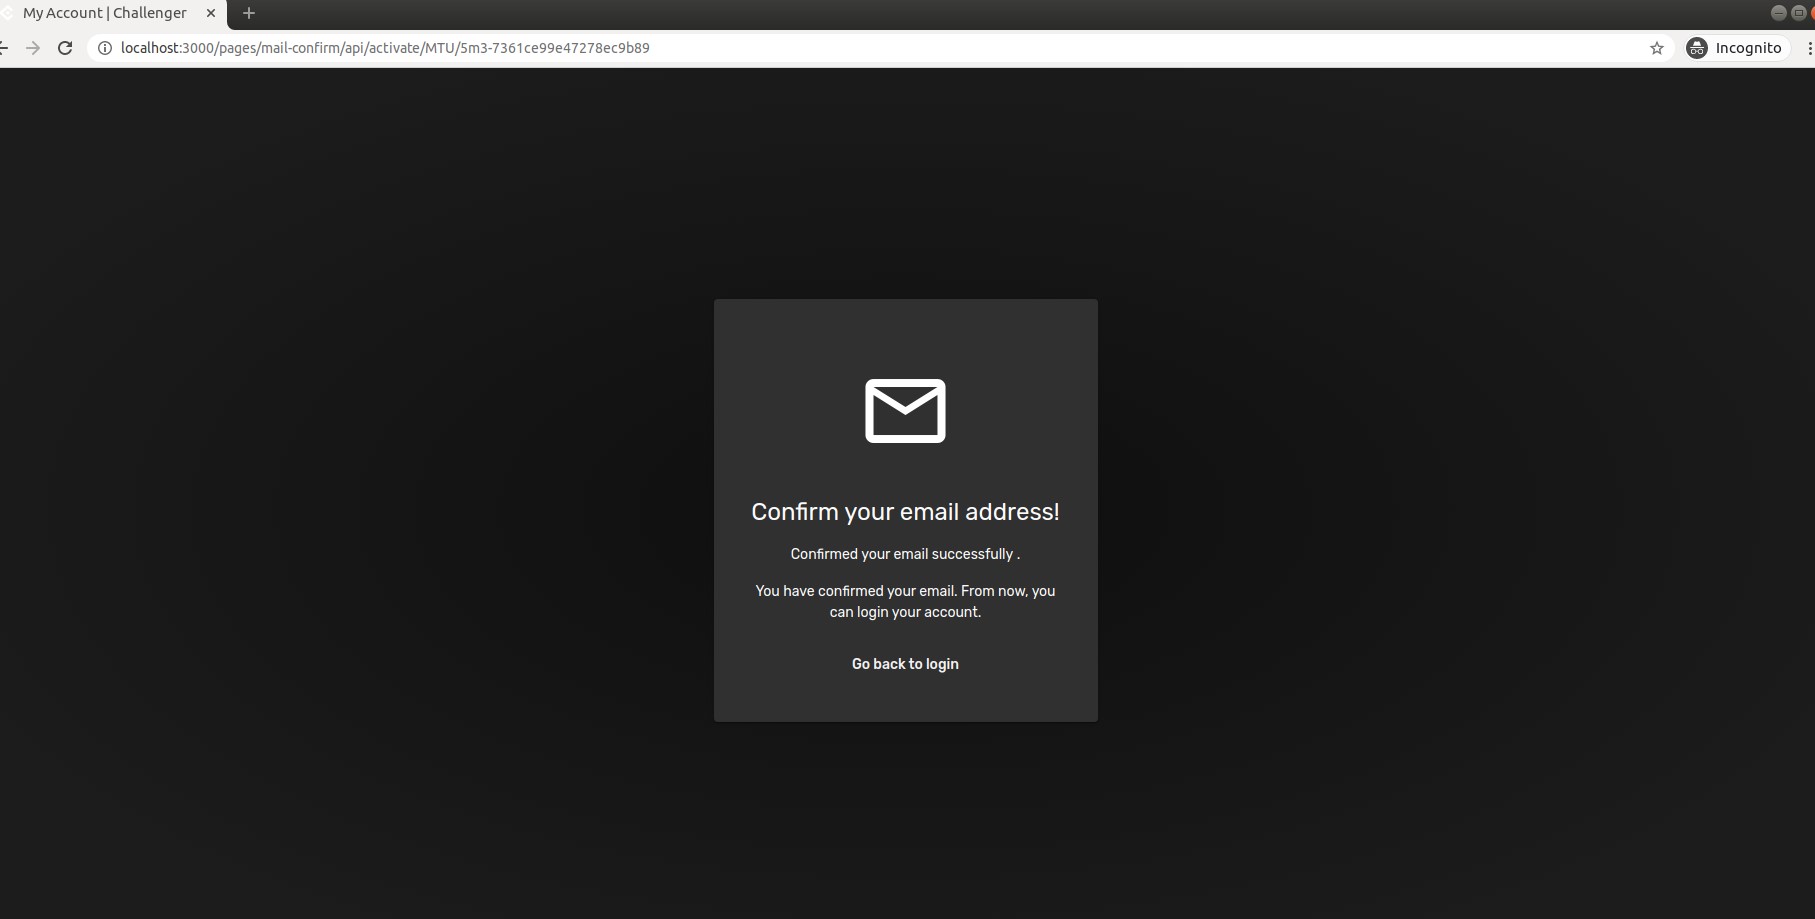 My Account | Challenger
localhost:3000/pages/mail-confirm/api/activate/MTU/5m3-7361ce99e47278ec9b89
Incognito
Confirm your email address!
Confirmed your email successfully .
You have confirmed your email. From now, you
can login your account.
Go back to login